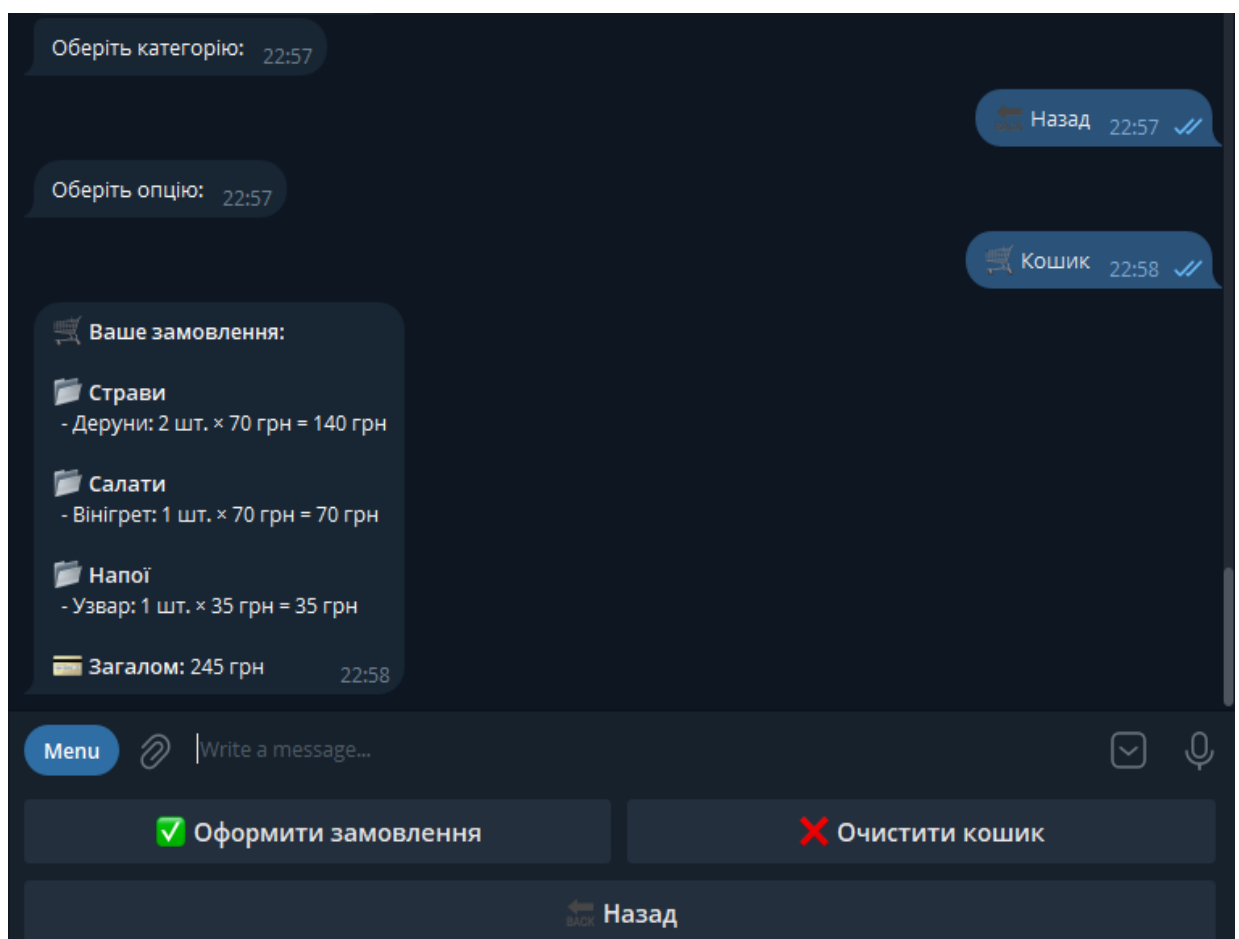 Оберіть категорію: 22:57
Назад 22:57
Оберіть опцію: 22:57
Кошик 22:58
Ваше замовлення:
Страви
- Деруни: 2 шт. × 70 грн = 140 грн
Салати
- Вінігрет: 1 шт. × 70 грн = 70 грн
Напої
- Узвар: 1 шт. × 35 грн = 35 грн
Загалом: 245 грн 22:58
Menu Write a message...
Оформити замовлення
Очистити кошик
BACK Назад